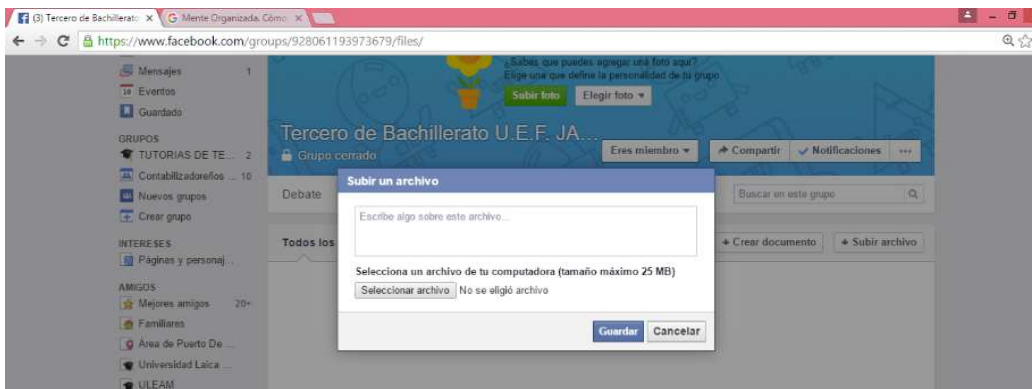 (3) Tercero de Bachillerato
Mente Organizada. Cómo
https://www.facebook.com/groups/928061193973679/files/
Mensajes 1
Eventos
Guardado
GRUPOS
TUTORIAS DE TE... 2
Contabilizadoreños ... 10
Nuevos grupos
Crear grupo
INTERESES
Páginas y personaj...
AMIGOS
Mejores amigos 20+
Familiares
Área de Puerto De ...
Universidad Laica ...
ULEAM
¿Sabes que puedes agregar una foto aquí?
Elige una que define la personalidad de tu grupo
Subir foto
Elegir foto
Tercero de Bachillerato U.E.F. JA...
Grupo cerrado
Eres miembro
Compartir
Notificaciones
Debate
Buscar en este grupo
Todos los
+ Crear documento
+ Subir archivo
Subir un archivo
Escribe algo sobre este archivo...
Selecciona un archivo de tu computadora (tamaño máximo 25 MB)
Seleccionar archivo No se eligió archivo
Guardar
Cancelar